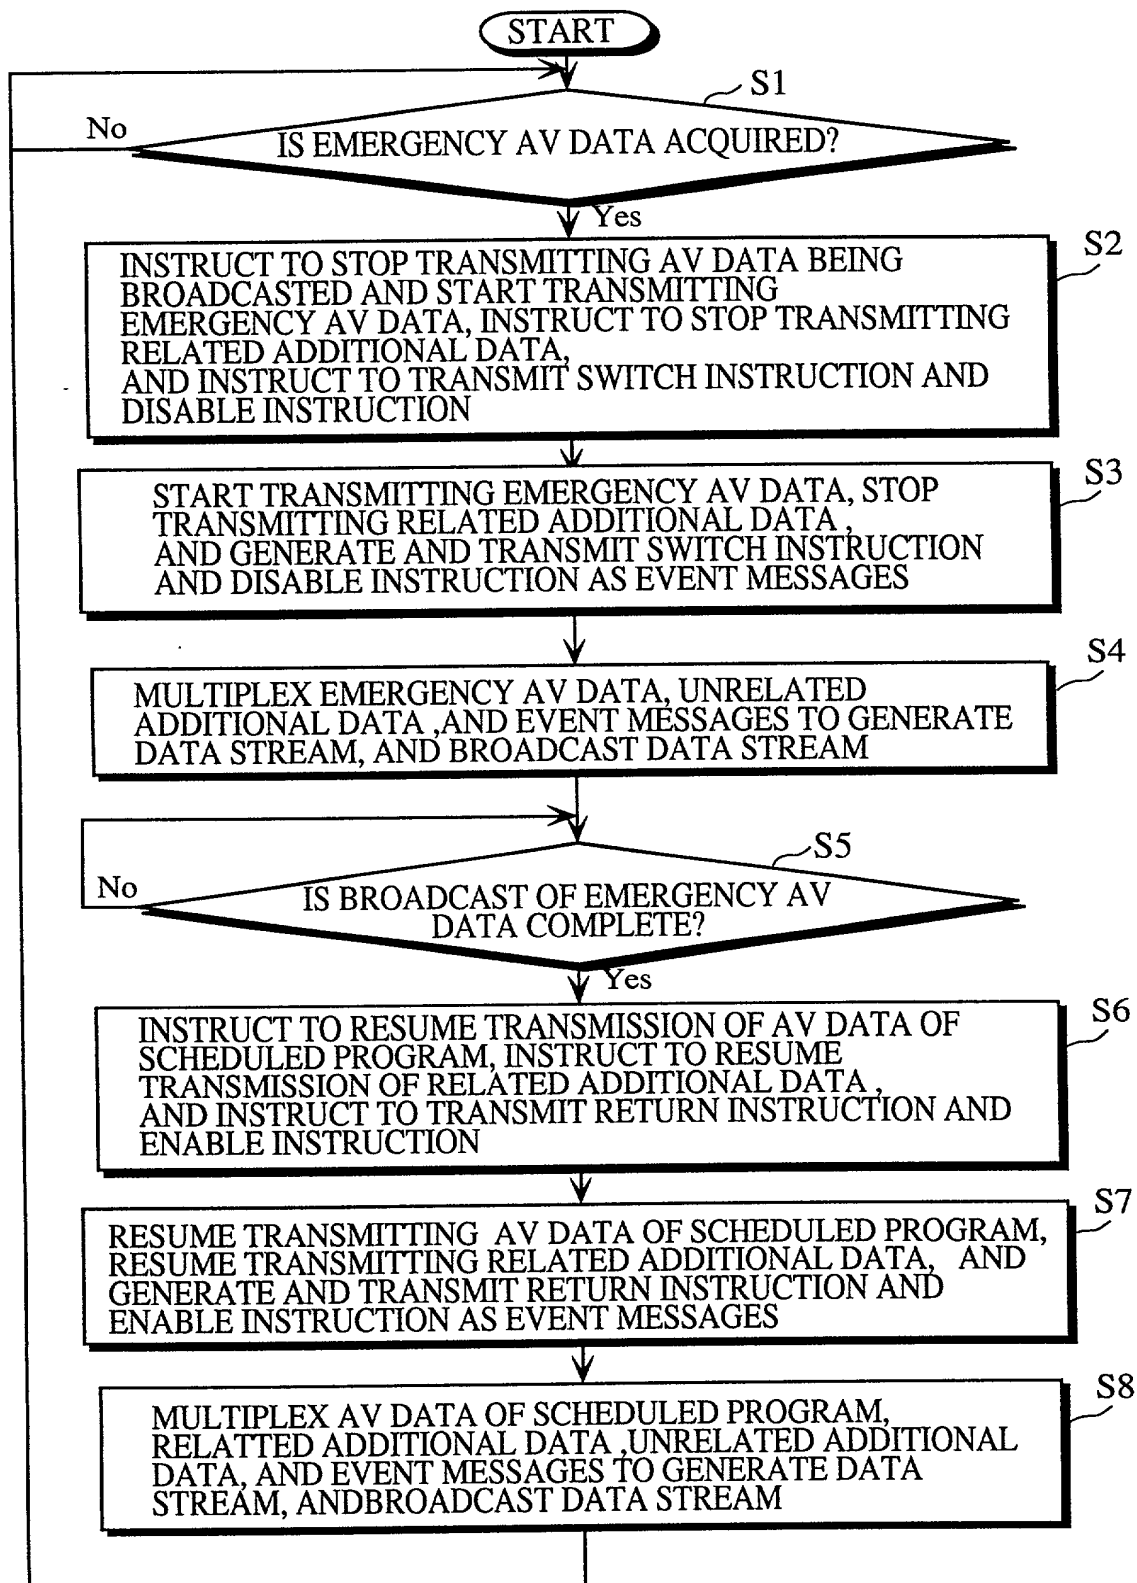 START
S1
No
IS EMERGENCY AV DATA ACQUIRED?
Yes
S2
INSTRUCT TO STOP TRANSMITTING AV DATA BEING
BROADCASTED AND START TRANSMITTING
EMERGENCY AV DATA, INSTRUCT TO STOP TRANSMITTING
RELATED ADDITIONAL DATA,
AND INSTRUCT TO TRANSMIT SWITCH INSTRUCTION AND
DISABLE INSTRUCTION
S3
START TRANSMITTING EMERGENCY AV DATA, STOP
TRANSMITTING RELATED ADDITIONAL DATA ,
AND GENERATE AND TRANSMIT SWITCH INSTRUCTION
AND DISABLE INSTRUCTION AS EVENT MESSAGES
S4
MULTIPLEX EMERGENCY AV DATA, UNRELATED
ADDITIONAL DATA ,AND EVENT MESSAGES TO GENERATE
DATA STREAM, AND BROADCAST DATA STREAM
S5
No
IS BROADCAST OF EMERGENCY AV
DATA COMPLETE?
Yes
S6
INSTRUCT TO RESUME TRANSMISSION OF AV DATA OF
SCHEDULED PROGRAM, INSTRUCT TO RESUME
TRANSMISSION OF RELATED ADDITIONAL DATA ,
AND INSTRUCT TO TRANSMIT RETURN INSTRUCTION AND
ENABLE INSTRUCTION
S7
RESUME TRANSMITTING AV DATA OF SCHEDULED PROGRAM,
RESUME TRANSMITTING RELATED ADDITIONAL DATA, AND
GENERATE AND TRANSMIT RETURN INSTRUCTION AND
ENABLE INSTRUCTION AS EVENT MESSAGES
S8
MULTIPLEX AV DATA OF SCHEDULED PROGRAM,
RELATTED ADDITIONAL DATA ,UNRELATED ADDITIONAL
DATA, AND EVENT MESSAGES TO GENERATE DATA
STREAM, ANDBROADCAST DATA STREAM